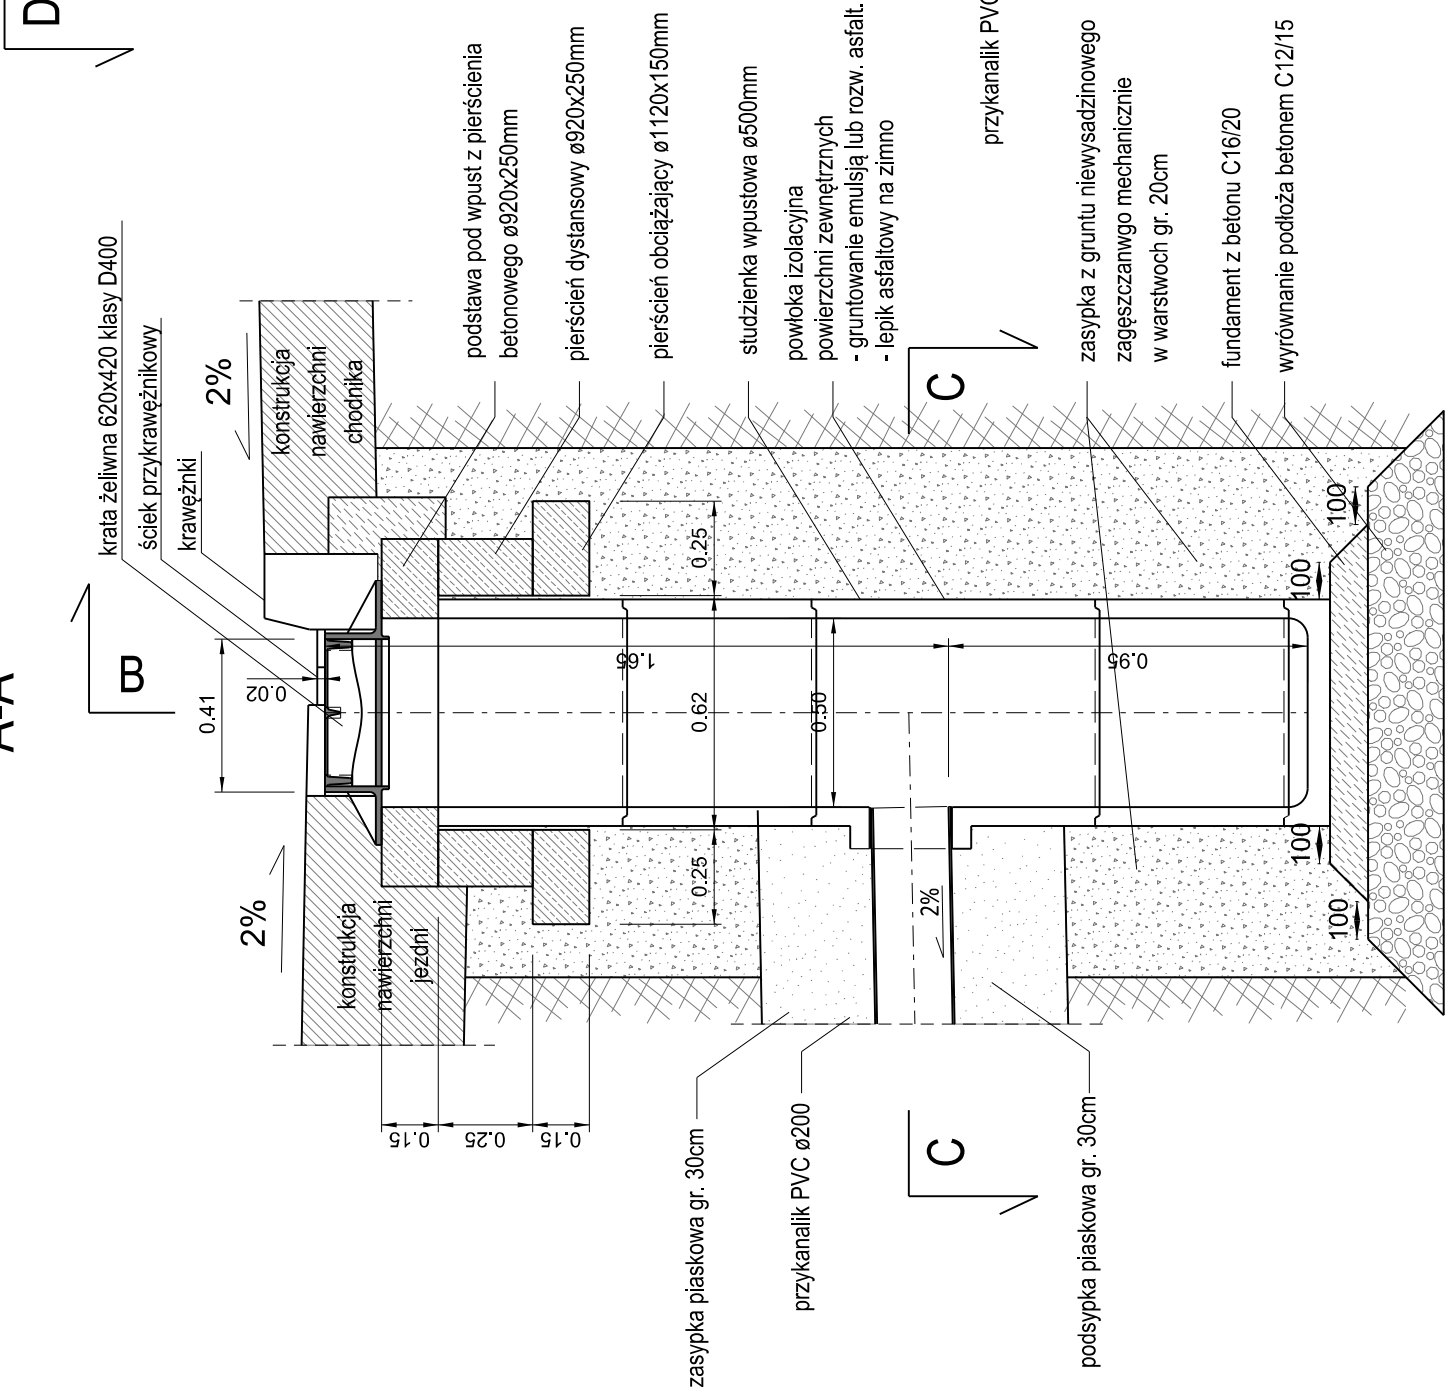 D
A-A
krata żeliwna 620x420 klasy D400
ściek przykrawężnikowy
krawężniki
B
2%
konstrukcja
nawierzchni
chodnika
podstawa pod wpust z pierścienia
betonowego ø920x250mm
pierścień dystansowy ø920x250mm
pierścień obciążający ø1120x150mm
studzienka wpustowa ø500mm
powłoka izolacyjna
powierzchni zewnętrznych
- gruntowanie emulsją lub rozw. asfalt.
- lepik asfaltowy na zimno
przykanalik PVC
C
zasypka z gruntu niewysadzinowego
zagęszczanwgo mechanicznie
w warstwoch gr. 20cm
fundament z betonu C16/20
wyrównanie podłoża betonem C12/15
0.41
0.02
1.65
0.95
0.25
0.62
0.50
0.25
100
100
100
100
2%
2%
konstrukcja
nawierzchni
jezdni
0.15
0.25
0.15
zasypka piaskowa gr. 30cm
przykanalik PVC ø200
C
podsypka piaskowa gr. 30cm